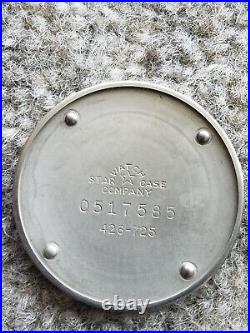 WATCH
STAR ☆ CASE
COMPANY
0517585
426-725